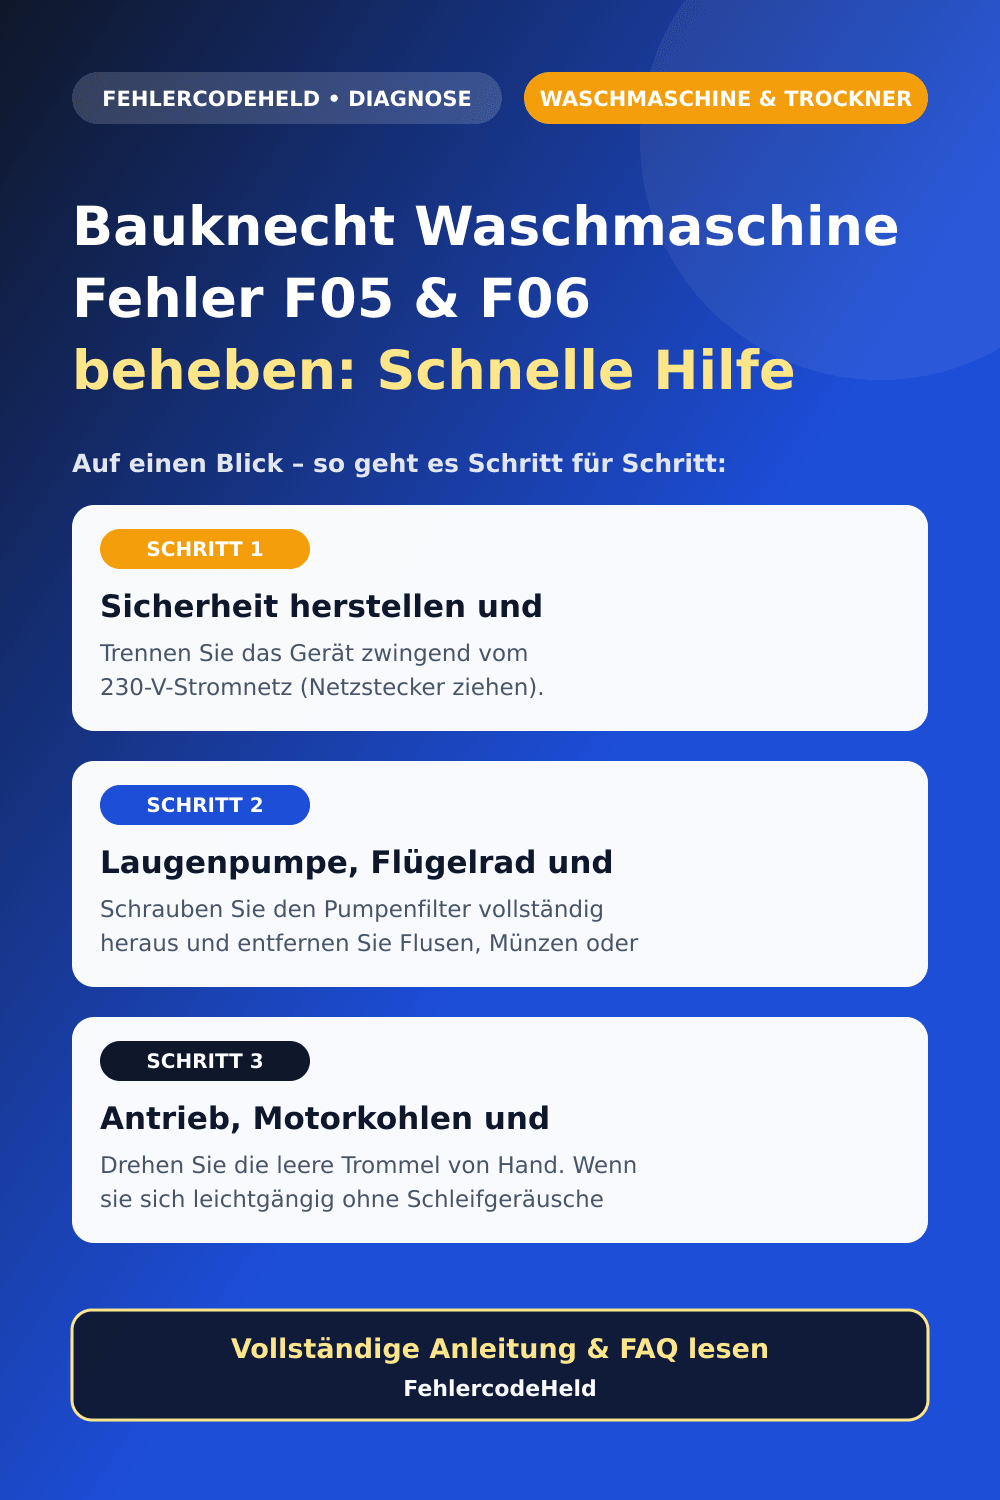 FEHLERCODEHELD • DIAGNOSE
WASCHMASCHINE & TROCKNER
Bauknecht Waschmaschine
Fehler F05 & F06
beheben: Schnelle Hilfe
Auf einen Blick – so geht es Schritt für Schritt:
SCHRITT 1
Sicherheit herstellen und
Trennen Sie das Gerät zwingend vom
230-V-Stromnetz (Netzstecker ziehen).
SCHRITT 2
Laugenpumpe, Flügelrad und
Schrauben Sie den Pumpenfilter vollständig
heraus und entfernen Sie Flusen, Münzen oder
SCHRITT 3
Antrieb, Motorkohlen und
Drehen Sie die leere Trommel von Hand. Wenn
sie sich leichtgängig ohne Schleifgeräusche
Vollständige Anleitung & FAQ lesen
FehlercodeHeld